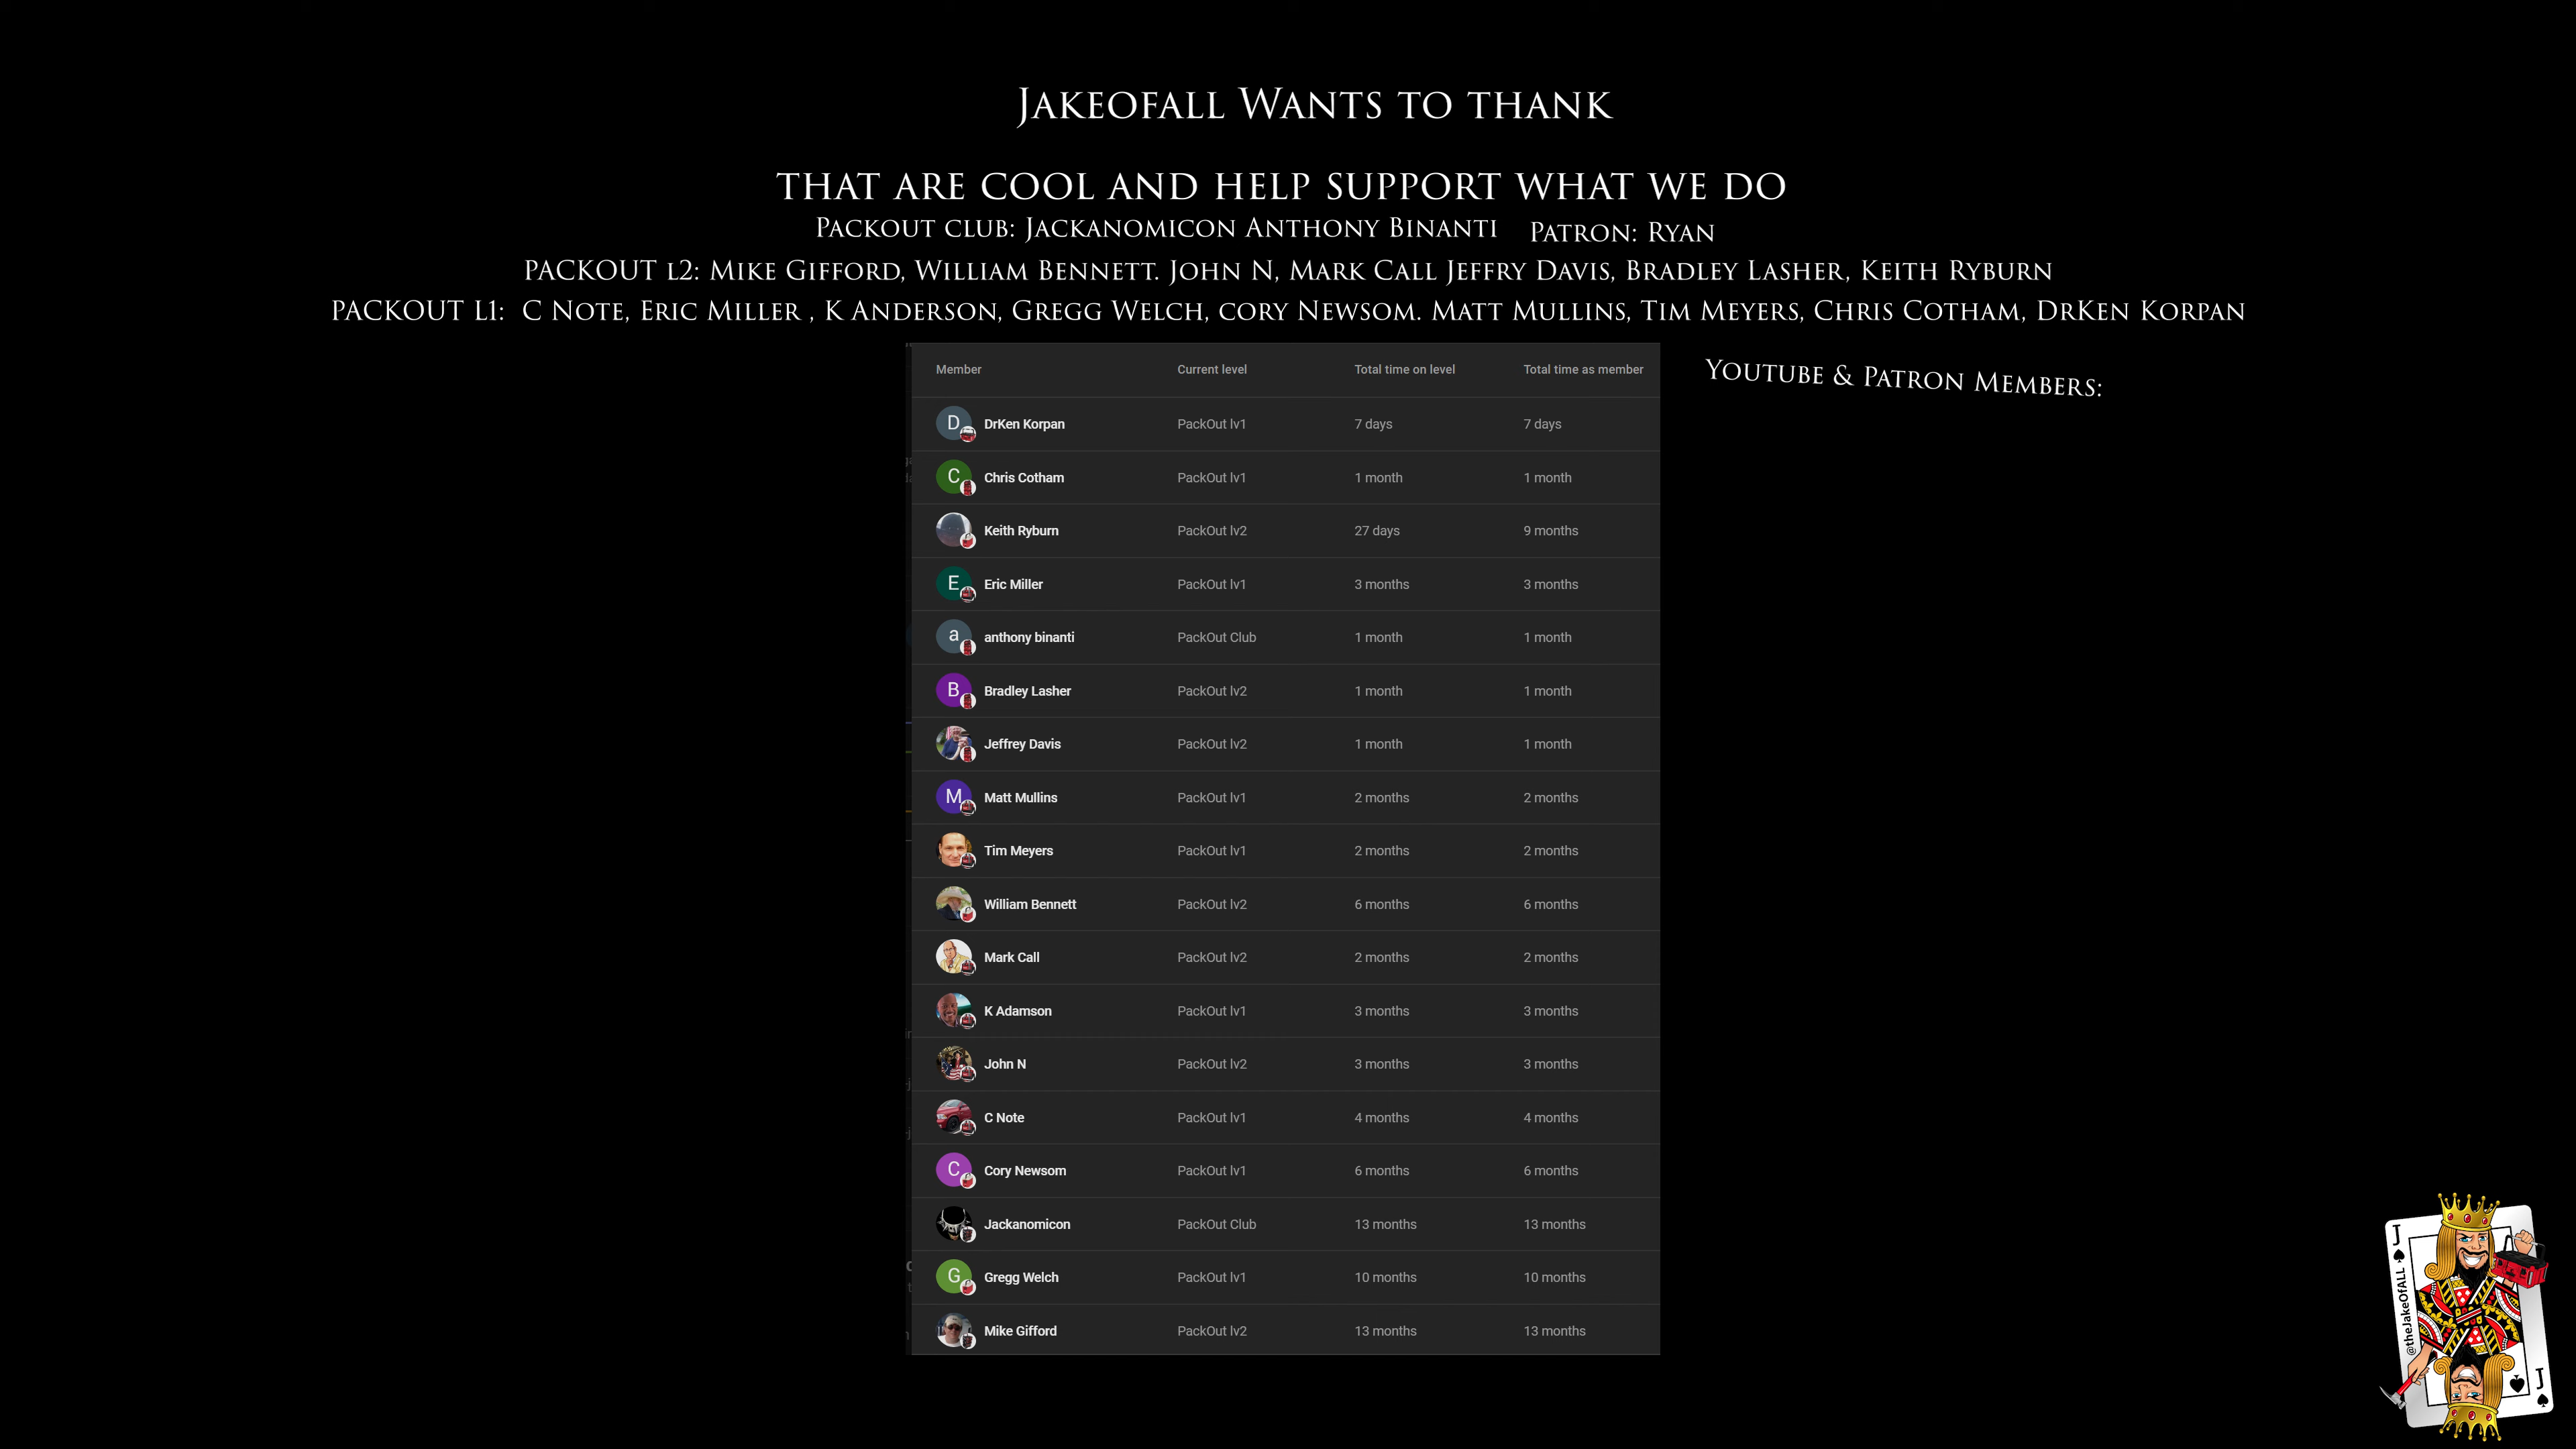 Jakeofall Wants to thank
that are cool and help support what we do
Packout club: Jackanomicon Anthony Binanti Patron: Ryan
PACKOUT L2: Mike Gifford, William Bennett. John N, Mark Call Jeffry Davis, Bradley Lasher, Keith Ryburn
PACKOUT L1: C Note, Eric Miller , K Anderson, Gregg Welch, cory Newsom. Matt Mullins, Tim Meyers, Chris Cotham, DrKen Korpan
Youtube & Patron Members:
Member Current level Total time on level Total time as member
D DrKen Korpan PackOut lv1 7 days 7 days
C Chris Cotham PackOut lv1 1 month 1 month
Keith Ryburn PackOut lv2 27 days 9 months
E Eric Miller PackOut lv1 3 months 3 months
a anthony binanti PackOut Club 1 month 1 month
B Bradley Lasher PackOut lv2 1 month 1 month
Jeffrey Davis PackOut lv2 1 month 1 month
M Matt Mullins PackOut lv1 2 months 2 months
Tim Meyers PackOut lv1 2 months 2 months
William Bennett PackOut lv2 6 months 6 months
Mark Call PackOut lv2 2 months 2 months
K Adamson PackOut lv1 3 months 3 months
John N PackOut lv2 3 months 3 months
C Note PackOut lv1 4 months 4 months
C Cory Newsom PackOut lv1 6 months 6 months
Jackanomicon PackOut Club 13 months 13 months
G Gregg Welch PackOut lv1 10 months 10 months
Mike Gifford PackOut lv2 13 months 13 months
J
@theJakeOfALL
J